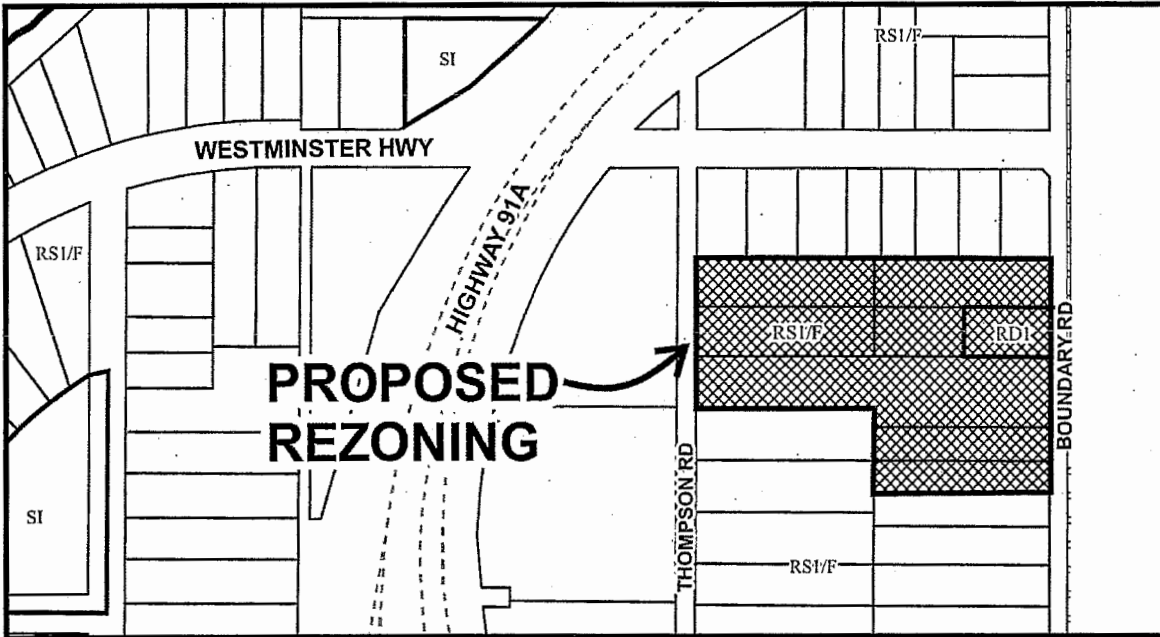 RS1/F
SI
WESTMINSTER HWY
HIGHWAY 91A
RS1/F
RS1/F
RD1
PROPOSED
REZONING
BOUNDARY RD
THOMPSON RD
SI
RS1/F